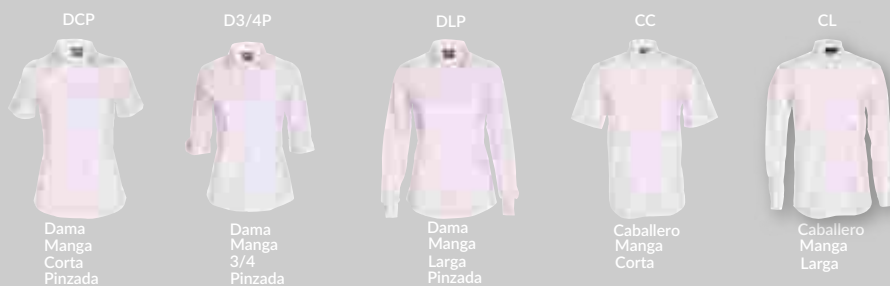 DCP
D3/4P
DLP
CC
CL
Dama
Manga
Corta
Pinzada
Dama
Manga
3/4
Pinzada
Dama
Manga
Larga
Pinzada
Caballero
Manga
Corta
Caballero
Manga
Larga